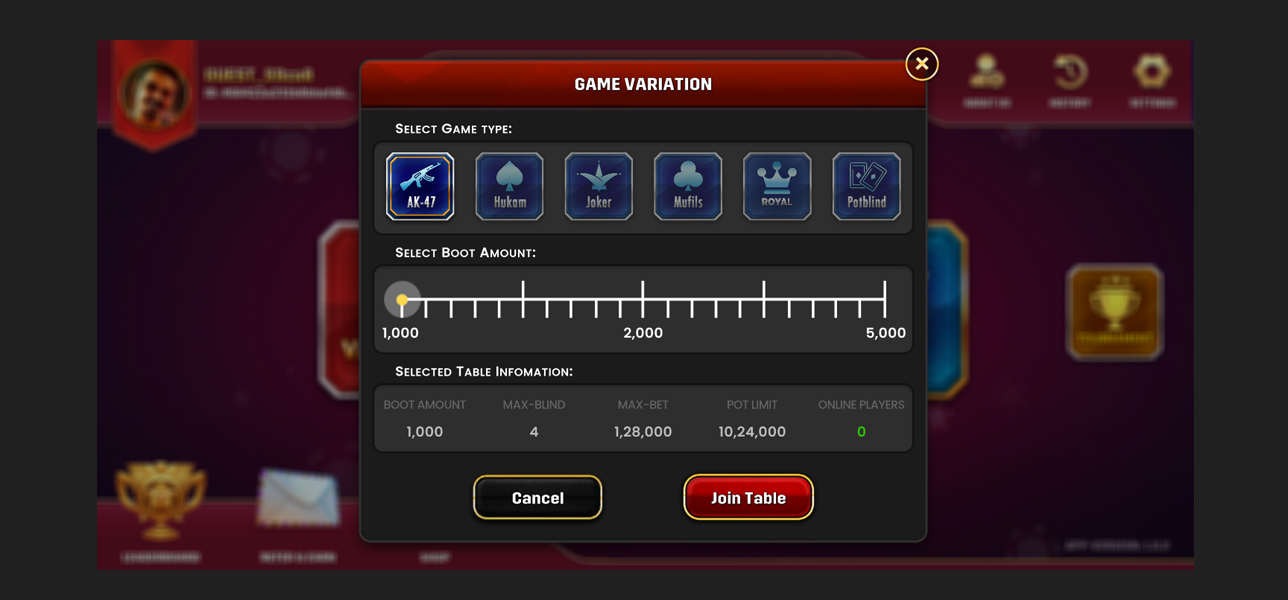 GAME VARIATION
SELECT GAME TYPE:
AK-47
Hukam
Joker
Mufils
ROYAL
Potblind
SELECT BOOT AMOUNT:
1,000 2,000 5,000
SELECTED TABLE INFOMATION:
BOOT AMOUNT MAX-BLIND MAX-BET POT LIMIT ONLINE PLAYERS
1,000 4 1,28,000 10,24,000 0
Cancel Join Table